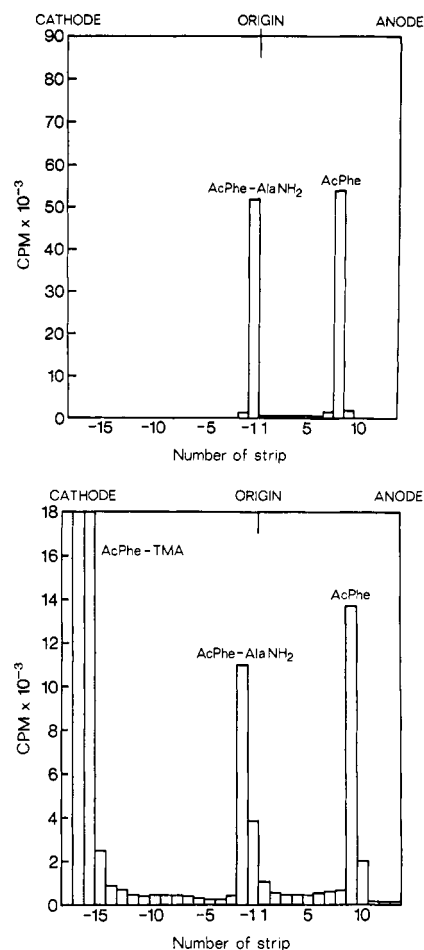 CATHODE ORIGIN ANODE
90
80
70
60
50
40
30
20
10
0
CPM x 10⁻³
AcPhe-AlaNH₂
AcPhe
-15 -10 -5 -1 1 5 10
Number of strip
CATHODE ORIGIN ANODE
18
16
14
12
10
8
6
4
2
0
CPM x 10⁻³
AcPhe-TMA
AcPhe-AlaNH₂
AcPhe
-15 -10 -5 -1 1 5 10
Number of strip